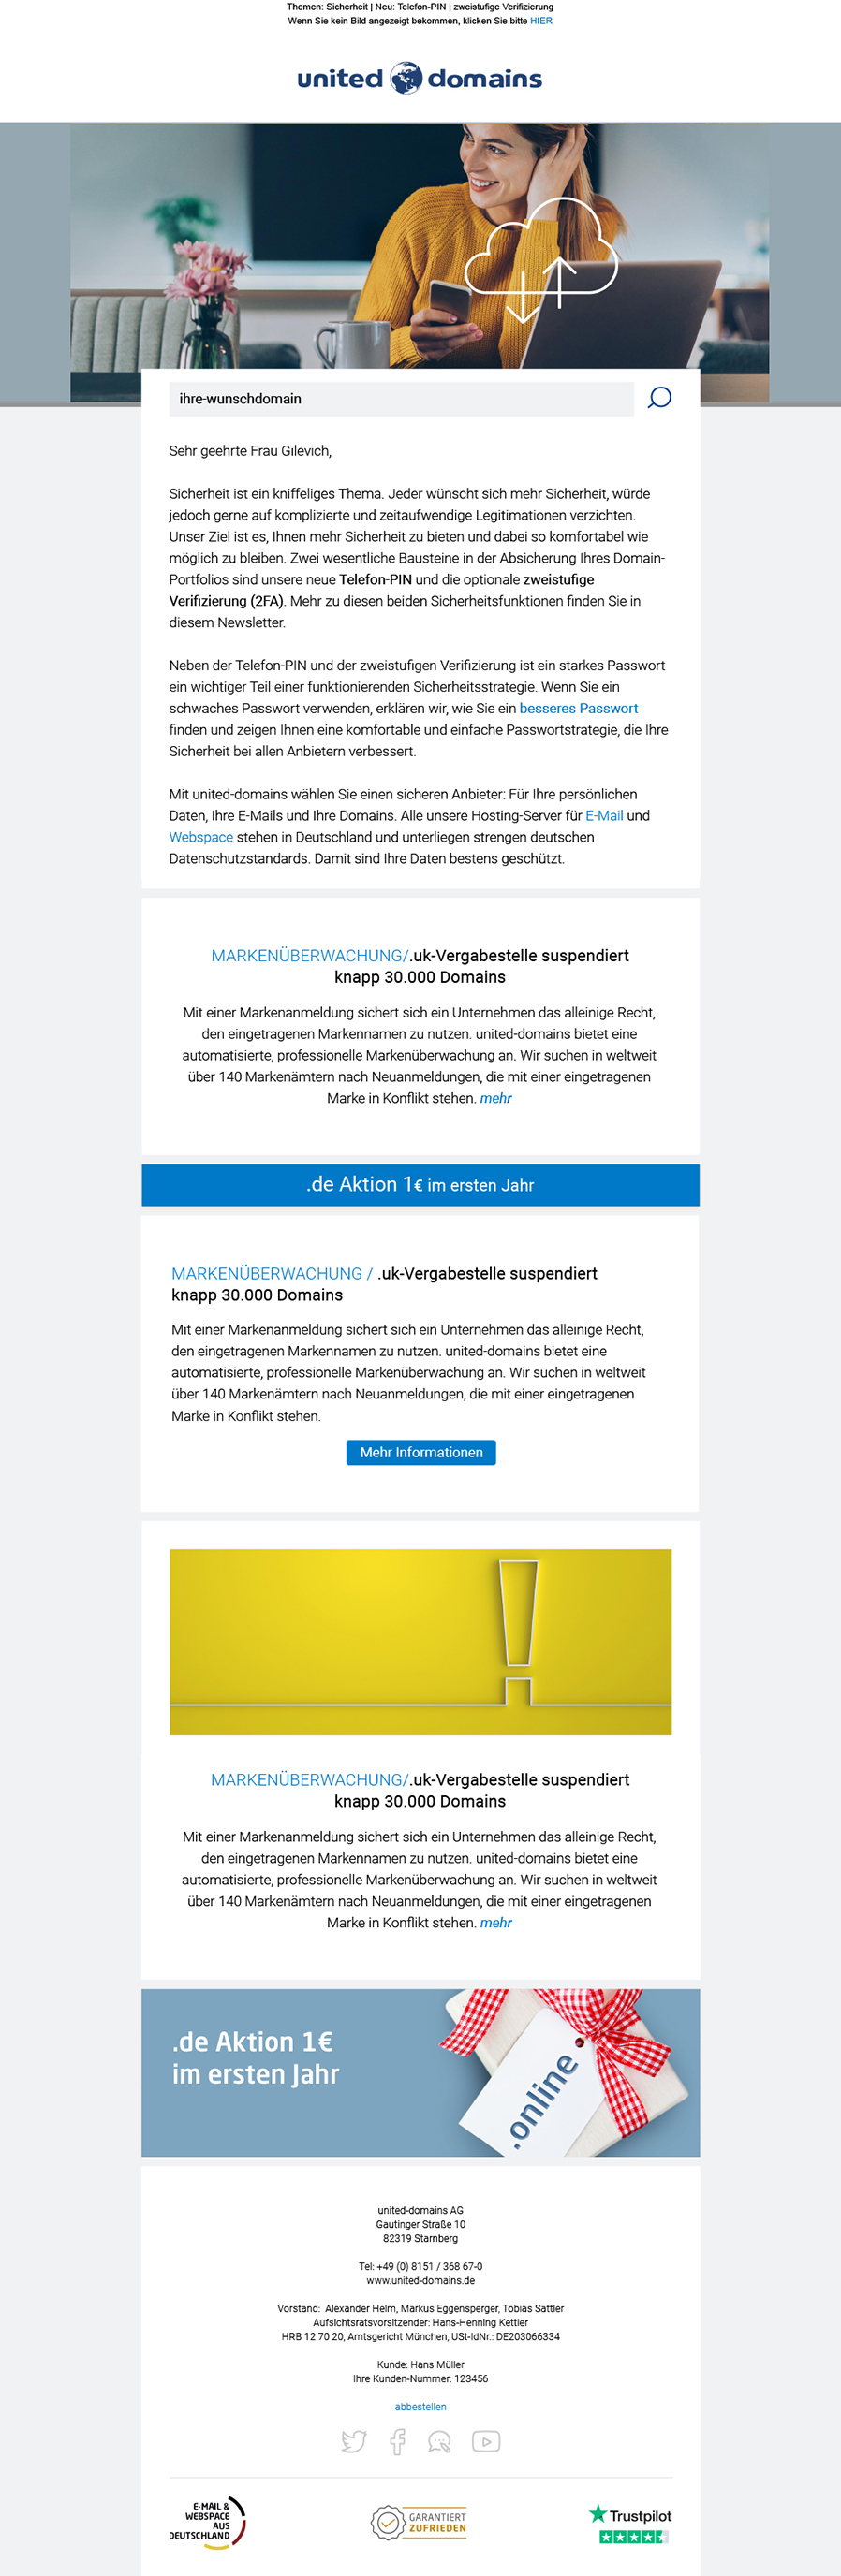 Themen: Sicherheit | Neu: Telefon-PIN | zweistufige Verifizierung
Wenn Sie kein Bild angezeigt bekommen, klicken Sie bitte HIER
united domains
ihre-wunschdomain
Sehr geehrte Frau Gilevich,
Sicherheit ist ein kniffeliges Thema. Jeder wünscht sich mehr Sicherheit, würde
jedoch gerne auf komplizierte und zeitaufwendige Legitimationen verzichten.
Unser Ziel ist es, Ihnen mehr Sicherheit zu bieten und dabei so komfortabel wie
möglich zu bleiben. Zwei wesentliche Bausteine in der Absicherung Ihres Domain-
Portfolios sind unsere neue Telefon-PIN und die optionale zweistufige
Verifizierung (2FA). Mehr zu diesen beiden Sicherheitsfunktionen finden Sie in
diesem Newsletter.
Neben der Telefon-PIN und der zweistufigen Verifizierung ist ein starkes Passwort
ein wichtiger Teil einer funktionierenden Sicherheitsstrategie. Wenn Sie ein
schwaches Passwort verwenden, erklären wir, wie Sie ein besseres Passwort
finden und zeigen Ihnen eine komfortable und einfache Passwortstrategie, die Ihre
Sicherheit bei allen Anbietern verbessert.
Mit united-domains wählen Sie einen sicheren Anbieter: Für Ihre persönlichen
Daten, Ihre E-Mails und Ihre Domains. Alle unsere Hosting-Server für E-Mail und
Webspace stehen in Deutschland und unterliegen strengen deutschen
Datenschutzstandards. Damit sind Ihre Daten bestens geschützt.
MARKENÜBERWACHUNG/.uk-Vergabestelle suspendiert
knapp 30.000 Domains
Mit einer Markenanmeldung sichert sich ein Unternehmen das alleinige Recht,
den eingetragenen Markennamen zu nutzen. united-domains bietet eine
automatisierte, professionelle Markenüberwachung an. Wir suchen in weltweit
über 140 Markenämtern nach Neuanmeldungen, die mit einer eingetragenen
Marke in Konflikt stehen. mehr
.de Aktion 1€ im ersten Jahr
MARKENÜBERWACHUNG / .uk-Vergabestelle suspendiert
knapp 30.000 Domains
Mit einer Markenanmeldung sichert sich ein Unternehmen das alleinige Recht,
den eingetragenen Markennamen zu nutzen. united-domains bietet eine
automatisierte, professionelle Markenüberwachung an. Wir suchen in weltweit
über 140 Markenämtern nach Neuanmeldungen, die mit einer eingetragenen
Marke in Konflikt stehen.
Mehr Informationen
!
MARKENÜBERWACHUNG/.uk-Vergabestelle suspendiert
knapp 30.000 Domains
Mit einer Markenanmeldung sichert sich ein Unternehmen das alleinige Recht,
den eingetragenen Markennamen zu nutzen. united-domains bietet eine
automatisierte, professionelle Markenüberwachung an. Wir suchen in weltweit
über 140 Markenämtern nach Neuanmeldungen, die mit einer eingetragenen
Marke in Konflikt stehen. mehr
.de Aktion 1€
im ersten Jahr
.online
united-domains AG
Gautinger Straße 10
82319 Starnberg
Tel: +49 (0) 8151 / 368 67-0
www.united-domains.de
Vorstand: Alexander Helm, Markus Eggensperger, Tobias Sattler
Aufsichtsratsvorsitzender: Hans-Henning Kettler
HRB 12 70 20, Amtsgericht München, USt-IdNr.: DE203066334
Kunde: Hans Müller
Ihre Kunden-Nummer: 123456
abbestellen
E-MAIL &
WEBSPACE
AUS
DEUTSCHLAND
GARANTIERT
ZUFRIEDEN
Trustpilot